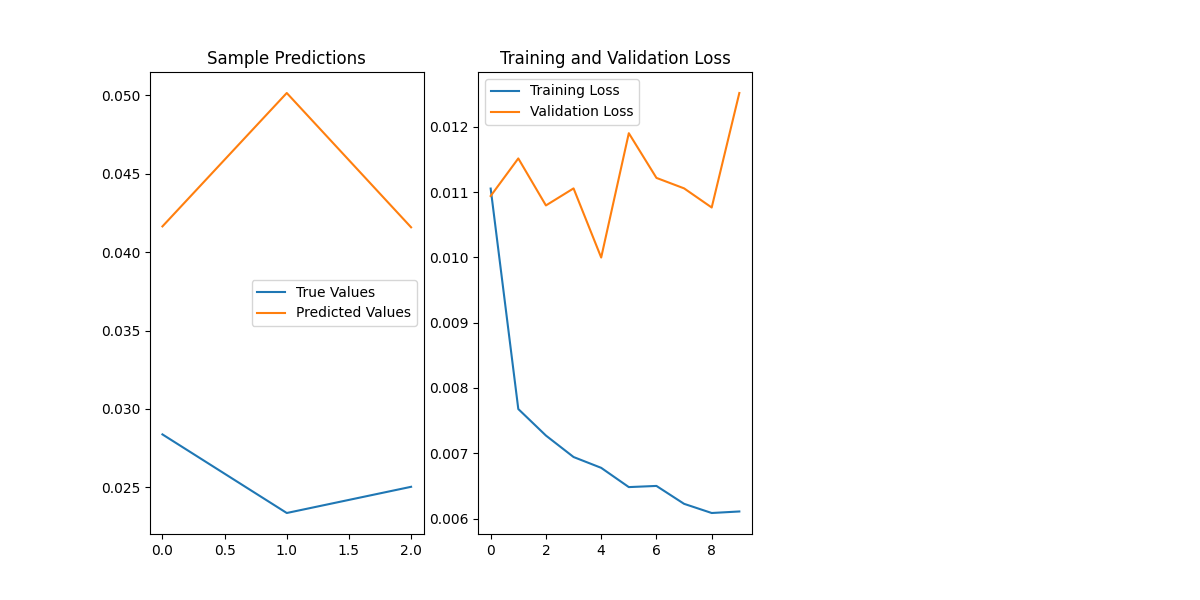 Sample Predictions
0.050
0.045
0.040
0.035
0.030
0.025
True Values
Predicted Values
0.0 0.5 1.0 1.5 2.0
Training and Validation Loss
Training Loss
Validation Loss
0.012
0.011
0.010
0.009
0.008
0.007
0.006
0 2 4 6 8